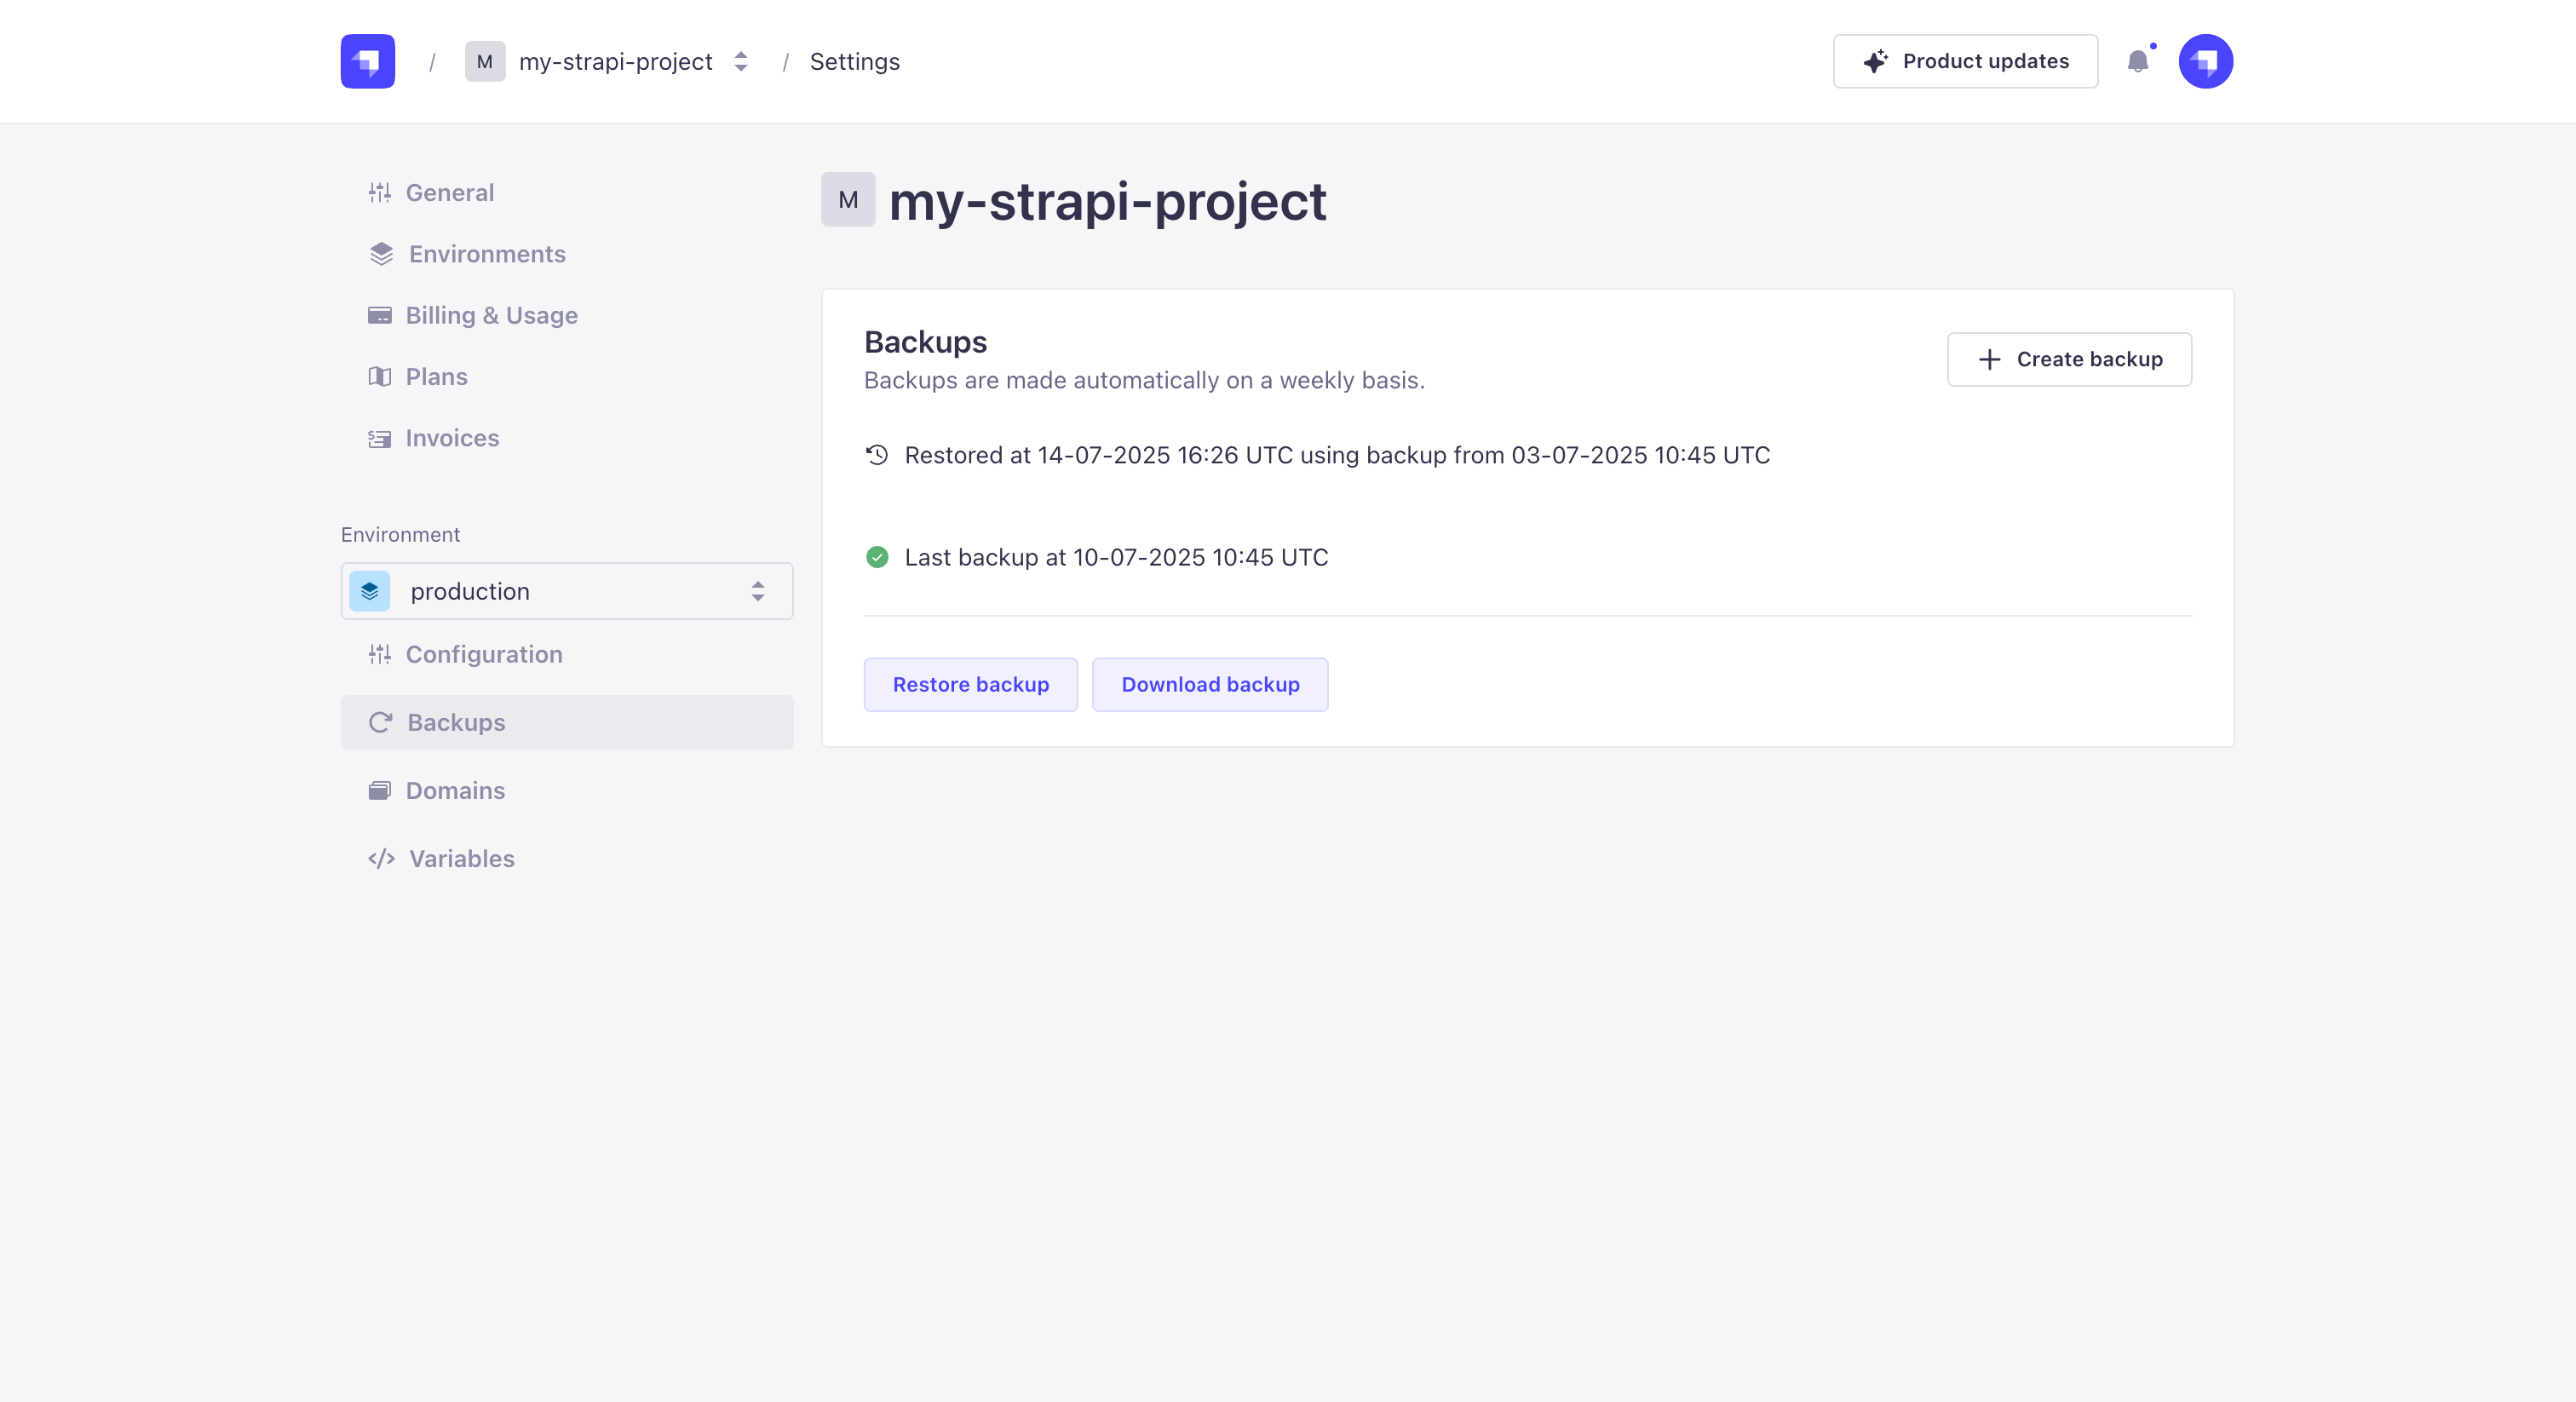 / M my-strapi-project / Settings
Product updates
General
Environments
Billing & Usage
Plans
Invoices
Environment
production
Configuration
Backups
Domains
Variables
M my-strapi-project
Backups
Backups are made automatically on a weekly basis.
Create backup
Restored at 14-07-2025 16:26 UTC using backup from 03-07-2025 10:45 UTC
Last backup at 10-07-2025 10:45 UTC
Restore backup
Download backup